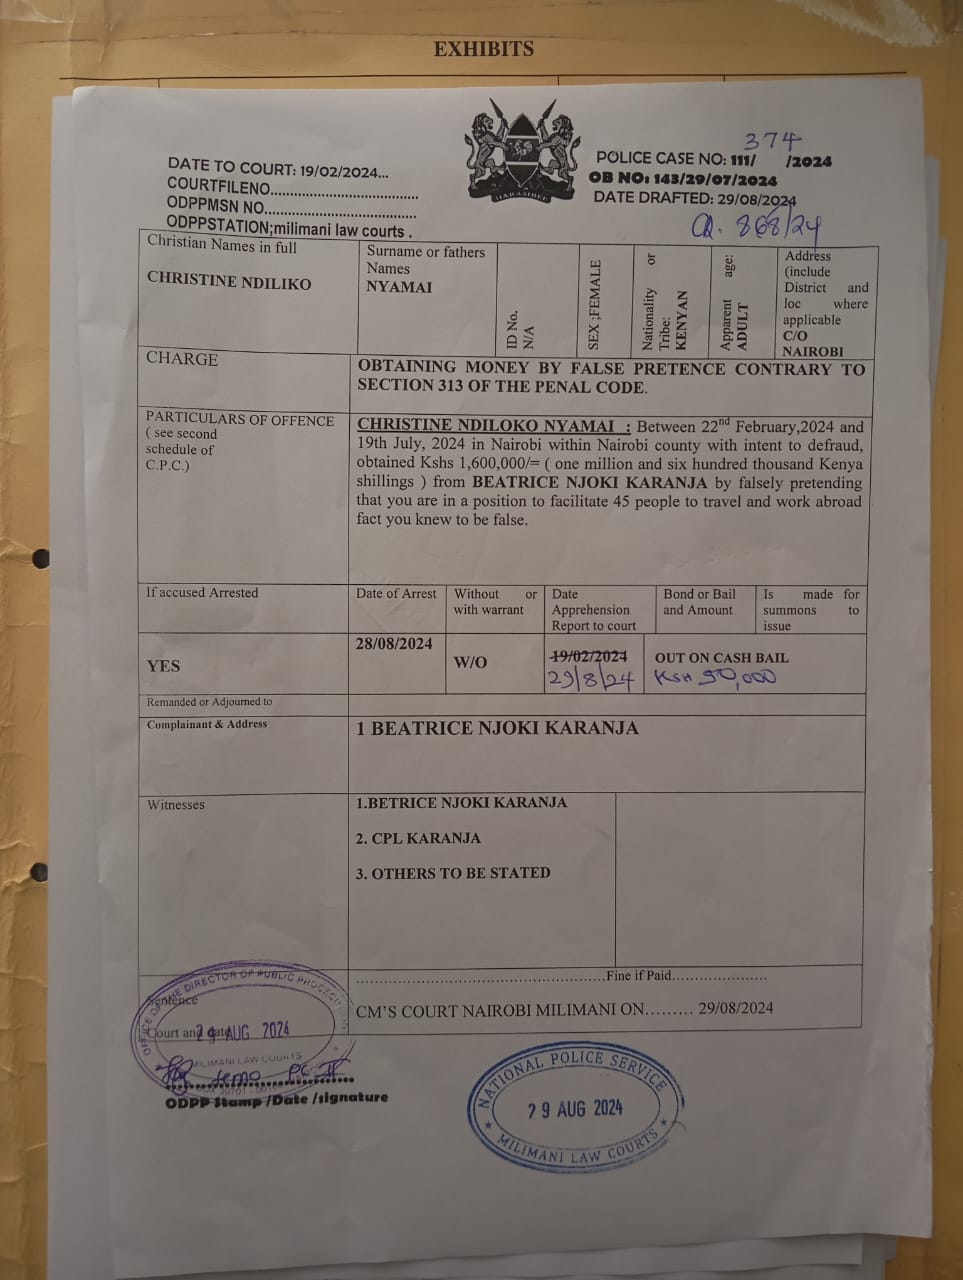 EXHIBITS
HARAMBEE
DATE TO COURT: 19/02/2024...
COURTFILENO.....................................
ODPPMSN NO......................................
ODPPSTATION;milimani law courts .
374
POLICE CASE NO: 111/ /2024
OB NO: 143/29/07/2024
DATE DRAFTED: 29/08/2024
868/24
Christian Names in full
CHRISTINE NDILIKO
Surname or fathers
Names
NYAMAI
ID No.
N/A
SEX ;FEMALE
Nationality or
Tribe:
KENYAN
Apparent age:
ADULT
Address
(include
District and
loc where
applicable
C/O
NAIROBI
CHARGE
OBTAINING MONEY BY FALSE PRETENCE CONTRARY TO
SECTION 313 OF THE PENAL CODE.
PARTICULARS OF OFFENCE
( see second
schedule of
C.P.C.)
CHRISTINE NDILOKO NYAMAI : Between 22nd February,2024 and
19th July, 2024 in Nairobi within Nairobi county with intent to defraud,
obtained Kshs 1,600,000/= ( one million and six hundred thousand Kenya
shillings ) from BEATRICE NJOKI KARANJA by falsely pretending
that you are in a position to facilitate 45 people to travel and work abroad
fact you knew to be false.
If accused Arrested
Date of Arrest
Without or
with warrant
Date
Apprehension
Report to court
Bond or Bail
and Amount
Is made for
summons to
issue
YES
28/08/2024
W/O
19/02/2024
29/8/24
OUT ON CASH BAIL
KSH 50,000
Remanded or Adjourned to
Complainant & Address
1 BEATRICE NJOKI KARANJA
Witnesses
1.BETRICE NJOKI KARANJA
2. CPL KARANJA
3. OTHERS TO BE STATED
..........................................Fine if Paid....................
Sentence
Court and date
CM'S COURT NAIROBI MILIMANI ON......... 29/08/2024
OFFICE OF THE DIRECTOR OF PUBLIC PROSECUTIONS
29 AUG 2024
MILIMANI LAW COURTS
ODPP Stamp /Date /signature
NATIONAL POLICE SERVICE
29 AUG 2024
MILIMANI LAW COURTS